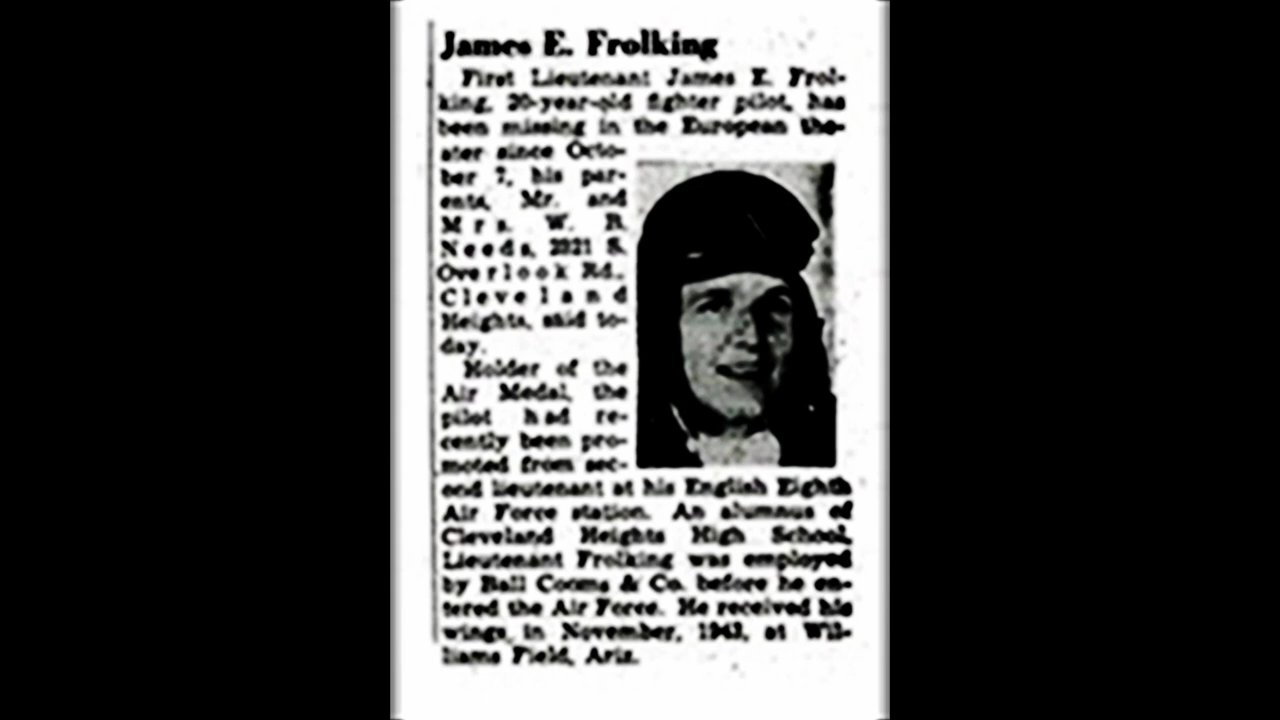 James E. Frolking
First Lieutenant James E. Frol-
king, 20-year-old fighter pilot, has
been missing in the European the-
ater since Octo-
ber 7, his par-
ents, Mr. and
Mrs. W. B.
Needs, 2921 S.
Overlook Rd.,
Cleveland
Heights, said to-
day.
Holder of the
Air Medal, the
pilot had re-
cently been pro-
moted from sec-
ond lieutenant at his English Eighth
Air Force station. An alumnus of
Cleveland Heights High School,
Lieutenant Frolking was employed
by Ball & Co. before he en-
tered the Air Force. He received his
wings in November, 1943, at Wil-
liams Field, Ariz.